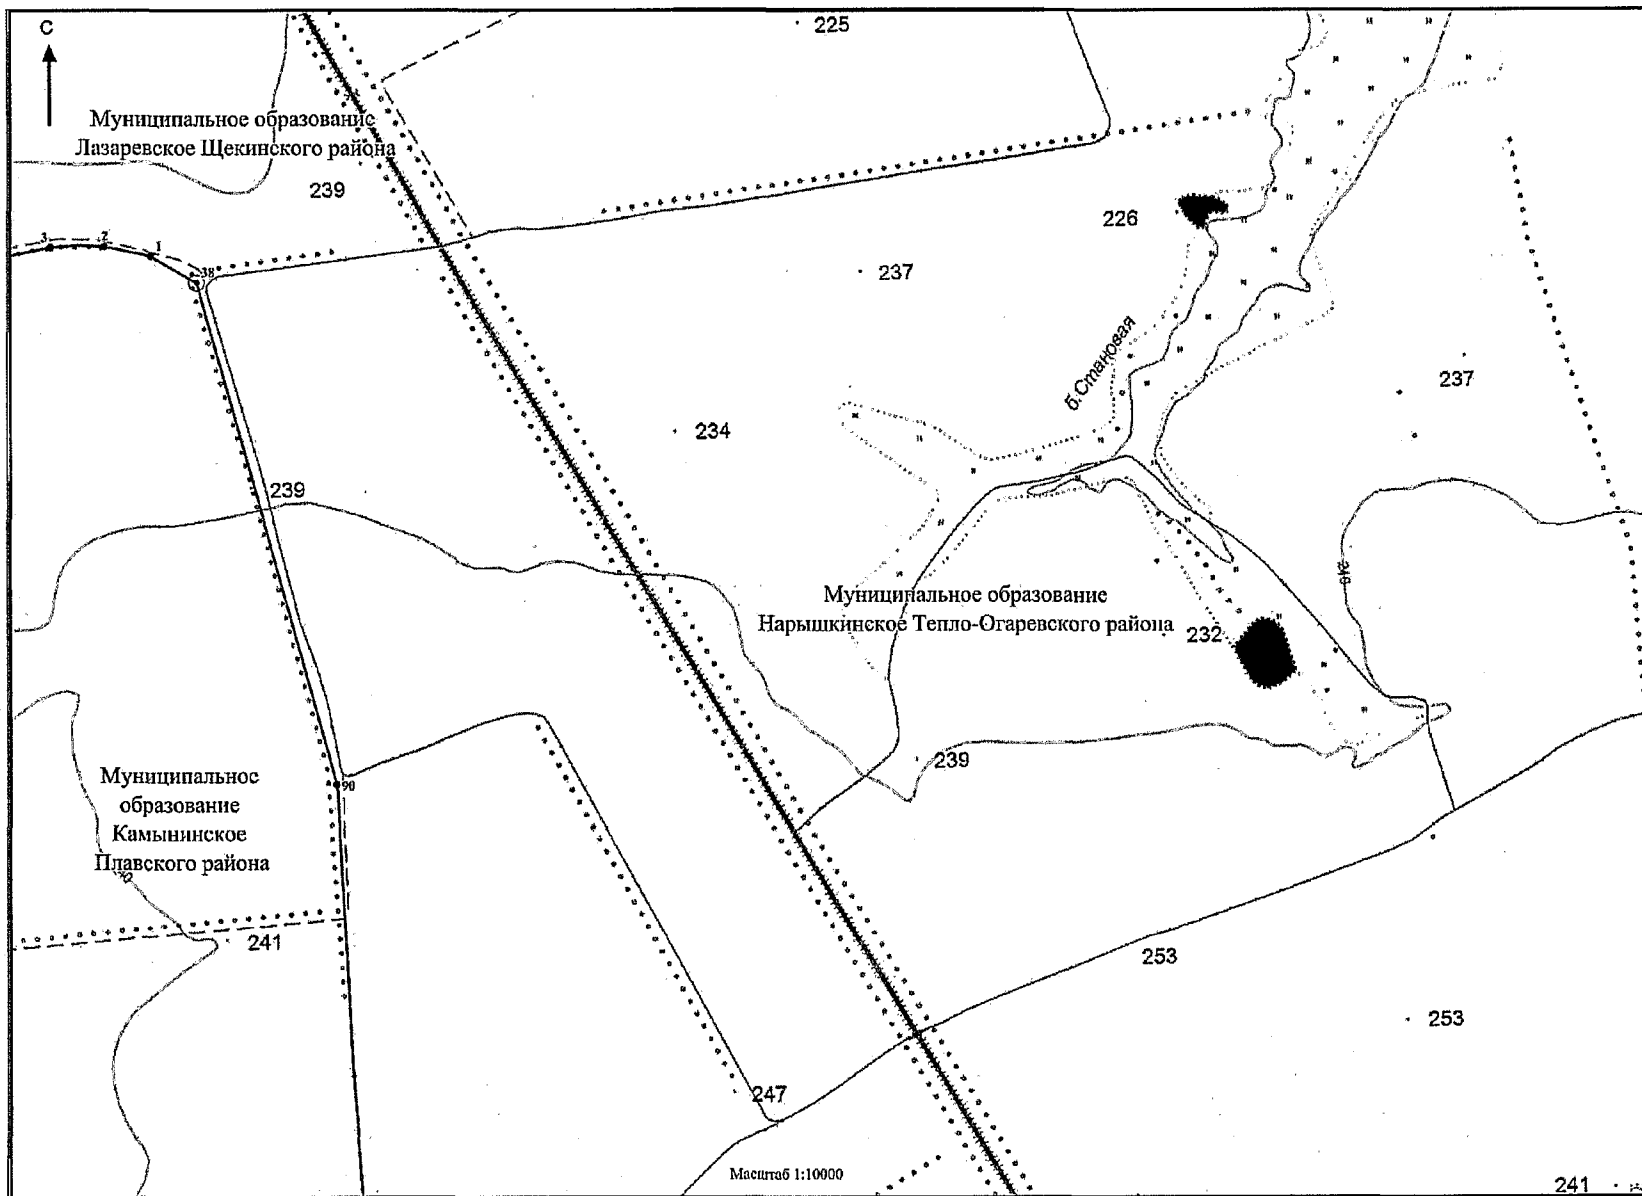 С
225
Муниципальное образование
Лазаревское Щекинского района
239
226
3
2
1
38
237
б.Становая
237
234
239
Муниципальное образование
Нарышкинское Тепло-Огаревского района
232
239
Муниципальное
образование
Камынинское
Плавского района
90
241
253
253
247
Масштаб 1:10000
241